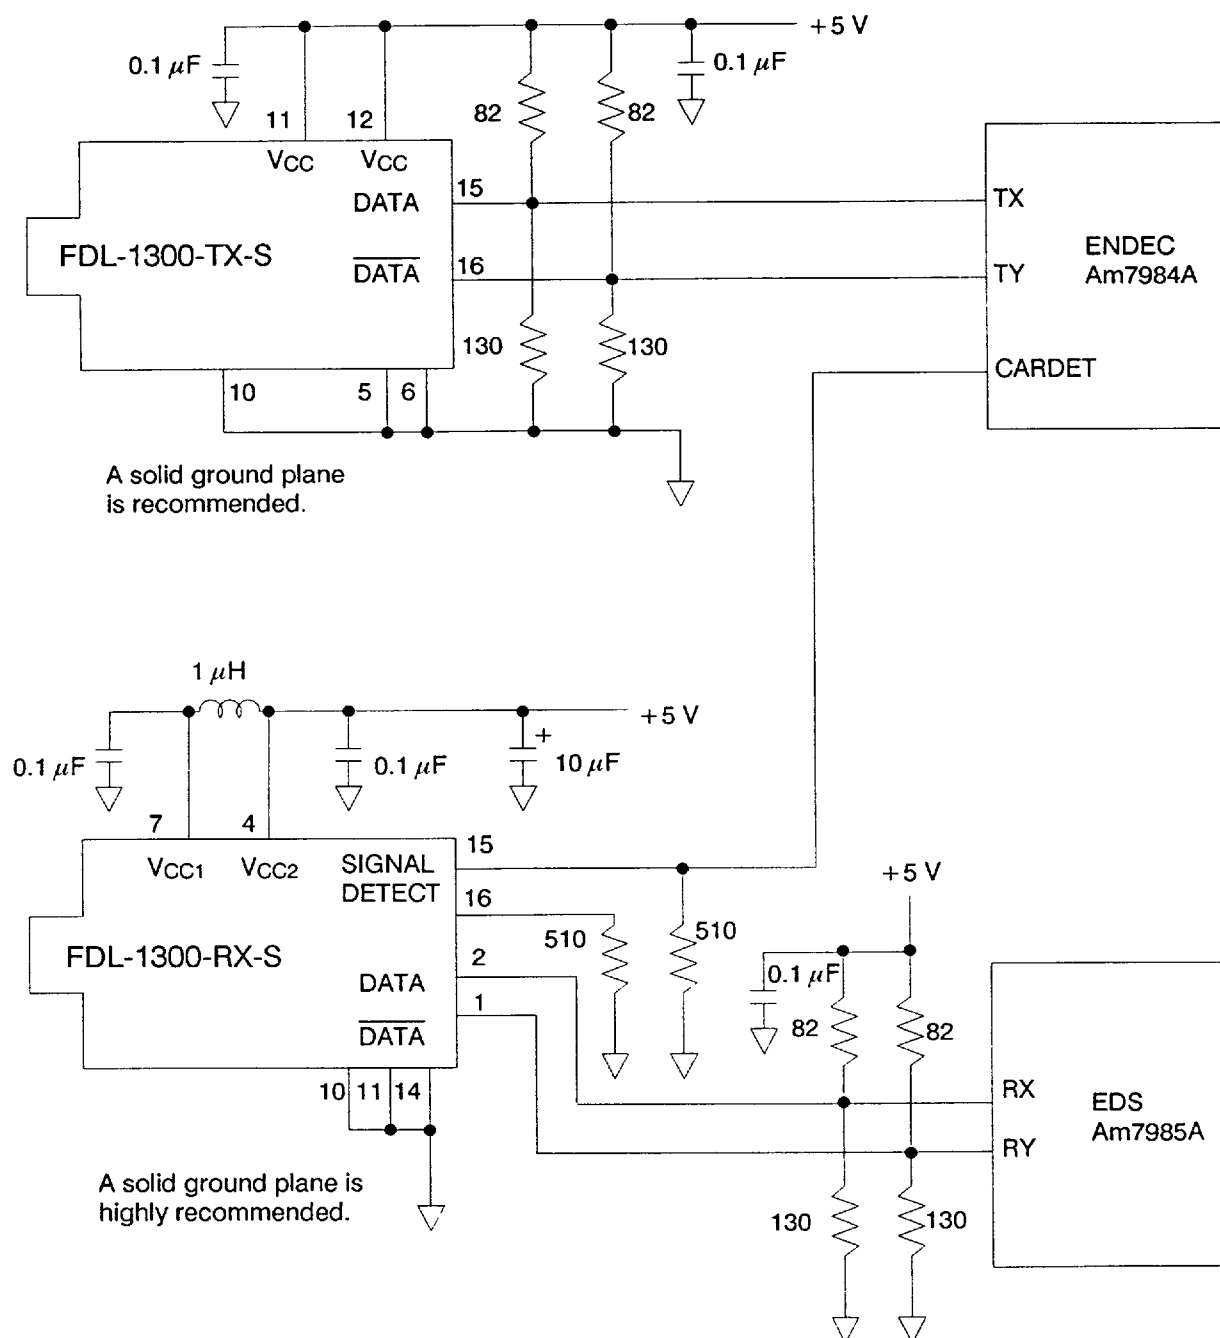 +5 V
0.1 μF
0.1 μF
82
82
11
12
VCC
VCC
DATA
15
TX
FDL-1300-TX-S
ENDEC
Am7984A
DATA
16
TY
130
130
CARDET
10
5
6
A solid ground plane
is recommended.
1 μH
+5 V
0.1 μF
0.1 μF
+
10 μF
7
4
VCC1
VCC2
SIGNAL
DETECT
15
16
+5 V
510
510
FDL-1300-RX-S
2
DATA
1
DATA
0.1 μF
82
82
10
11
14
RX
EDS
Am7985A
RY
A solid ground plane is
highly recommended.
130
130